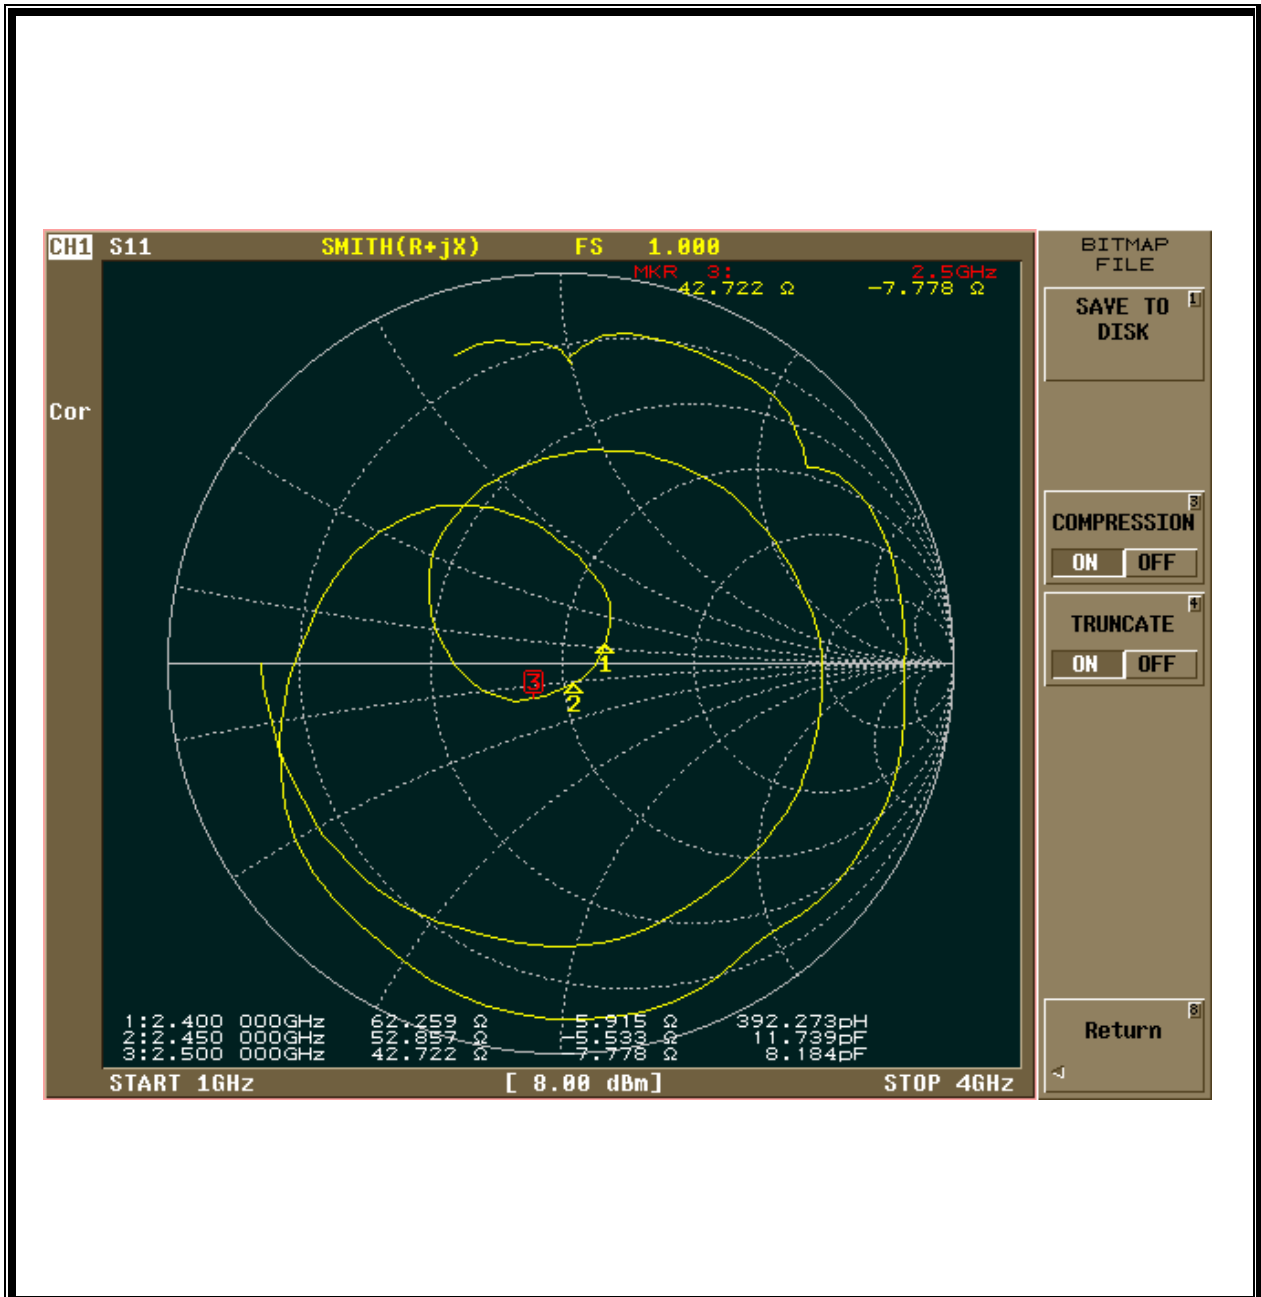 CH1 S11 SMITH(R+jX) FS 1.000
MKR 3: 2.5GHz
42.722 Ω -7.778 Ω
Cor
1
2
3
1:2.400 000GHz 62.259 Ω 5.915 Ω 392.273pH
2:2.450 000GHz 52.857 Ω -5.533 Ω 11.739pF
3:2.500 000GHz 42.722 Ω -7.778 Ω 8.184pF
START 1GHz [ 8.00 dBm] STOP 4GHz
BITMAP
FILE
SAVE TO 1
DISK
3
COMPRESSION
ON OFF
4
TRUNCATE
ON OFF
8
Return